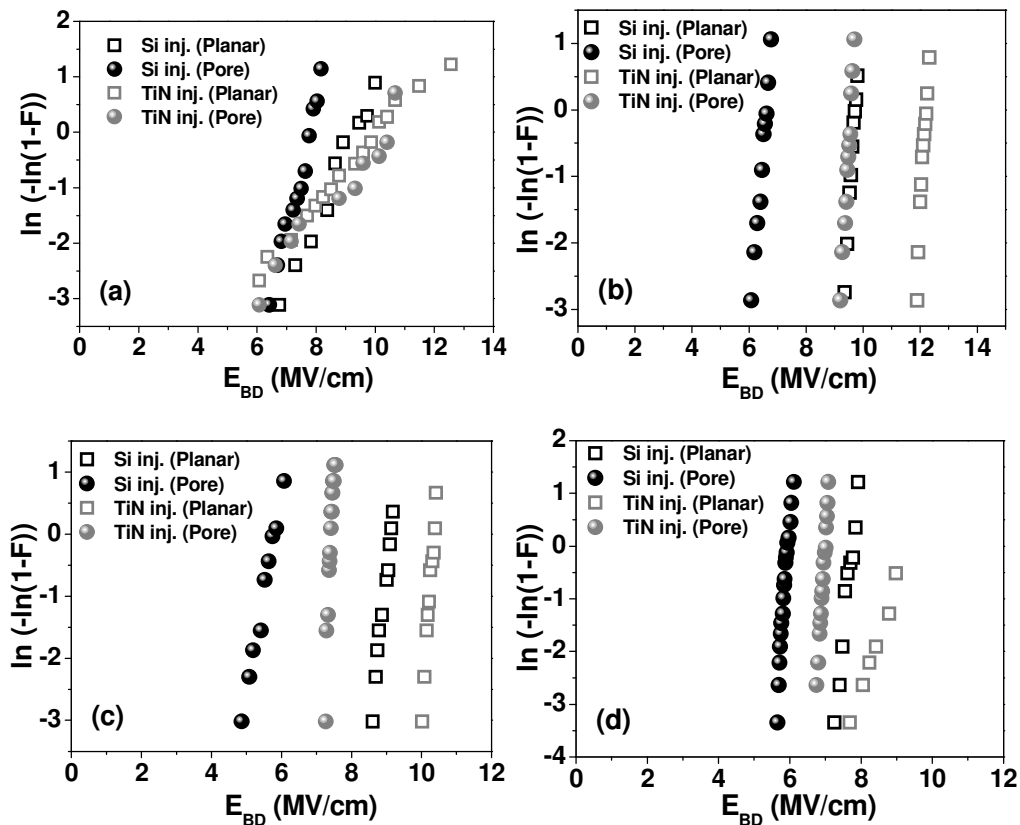 2
1
0
-1
-2
-3
ln (-ln(1-F))
Si inj. (Planar)
Si inj. (Pore)
TiN inj. (Planar)
TiN inj. (Pore)
(a)
0 2 4 6 8 10 12 14
E_BD (MV/cm)
1
0
-1
-2
-3
ln (-ln(1-F))
Si inj. (Planar)
Si inj. (Pore)
TiN inj. (Planar)
TiN inj. (Pore)
(b)
0 2 4 6 8 10 12 14
E_BD (MV/cm)
1
0
-1
-2
-3
ln (-ln(1-F))
Si inj. (Planar)
Si inj. (Pore)
TiN inj. (Planar)
TiN inj. (Pore)
(c)
0 2 4 6 8 10 12
E_BD (MV/cm)
2
1
0
-1
-2
-3
-4
ln (-ln(1-F))
Si inj. (Planar)
Si inj. (Pore)
TiN inj. (Planar)
TiN inj. (Pore)
(d)
0 2 4 6 8 10 12
E_BD (MV/cm)